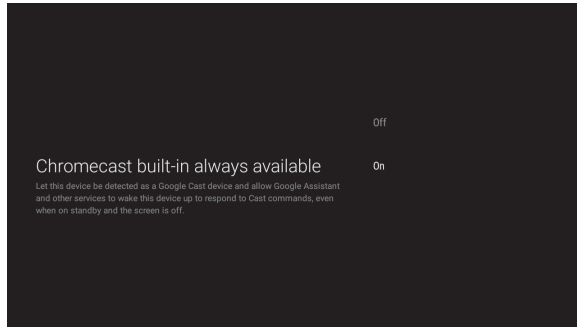 Off
Chromecast built-in always available
On
Let this device be detected as a Google Cast device and allow Google Assistant
and other services to wake this device up to respond to Cast commands, even
when on standby and the screen is off.